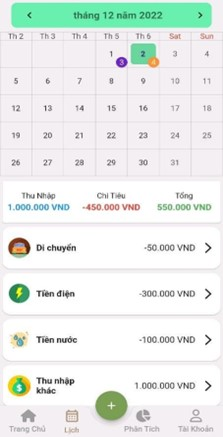 < tháng 12 năm 2022 >
Th 2 Th 3 Th 4 Th 5 Th 6 Sat Sun
1 2 3 4
3 4
5 6 7 8 9 10 11
12 13 14 15 16 17 18
19 20 21 22 23 24 25
26 27 28 29 30 31
Thu Nhập Chi Tiêu Tổng
1.000.000 VND -450.000 VND 550.000 VND
Di chuyển -50.000 VND >
Tiền điện -300.000 VND >
Tiền nước -100.000 VND >
Thu nhập
khác 1.000.000 VND >
+
Trang Chủ Lịch Phân Tích Tài Khoản